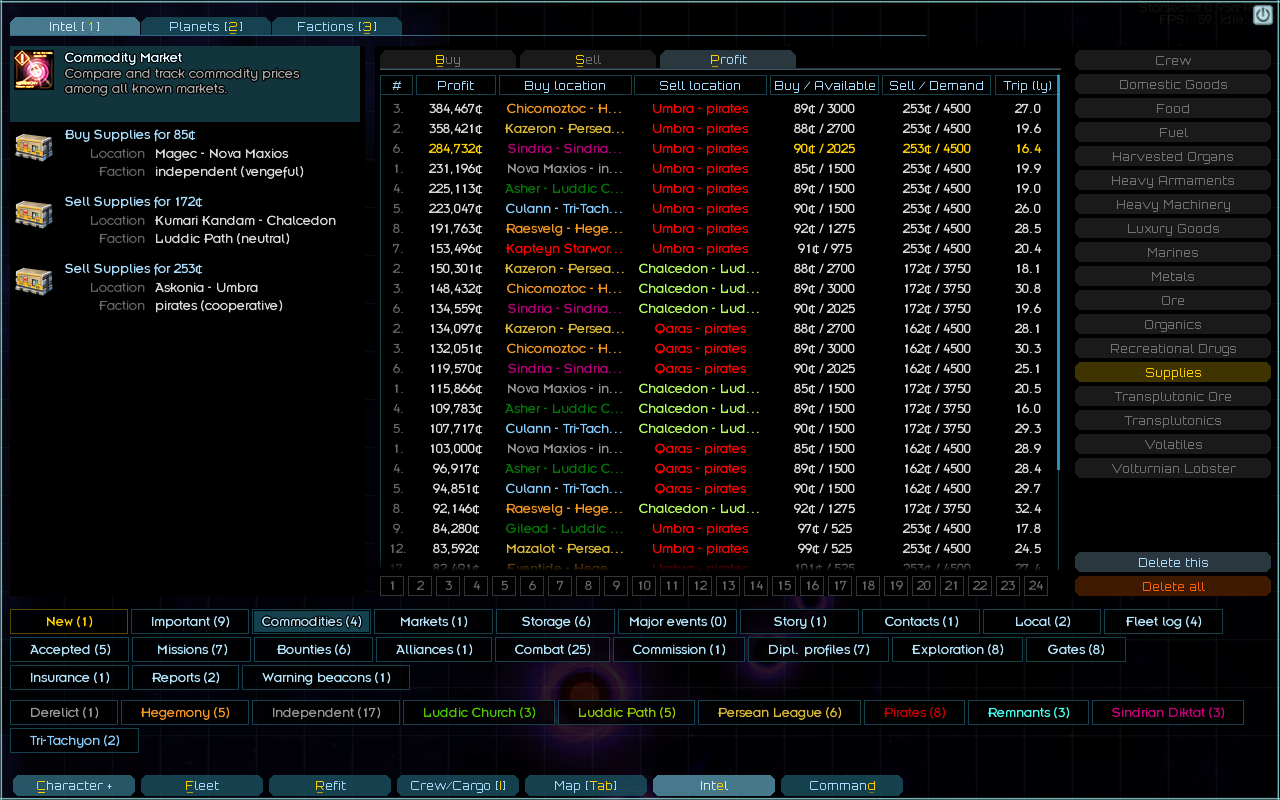 Starsector 0.95a-R
FPS: 59, idle:
Intel [ 1 ] Planets [2] Factions [3]
Commodity Market
Compare and track commodity prices
among all known markets.
Buy Supplies for 85¢
Location Magec - Nova Maxios
Faction independent (vengeful)
Sell Supplies for 172¢
Location Kumari Kandam - Chalcedon
Faction Luddic Path (neutral)
Sell Supplies for 253¢
Location Askonia - Umbra
Faction pirates (cooperative)
Buy Sell Profit
# Profit Buy location Sell location Buy / Available Sell / Demand Trip (ly)
3. 384,467¢ Chicomoztoc - H... Umbra - pirates 89¢ / 3000 253¢ / 4500 27.0
2. 358,421¢ Kazeron - Persea... Umbra - pirates 88¢ / 2700 253¢ / 4500 19.6
6. 284,732¢ Sindria - Sindria... Umbra - pirates 90¢ / 2025 253¢ / 4500 16.4
1. 231,196¢ Nova Maxios - in... Umbra - pirates 85¢ / 1500 253¢ / 4500 19.9
4. 225,113¢ Asher - Luddic C... Umbra - pirates 89¢ / 1500 253¢ / 4500 19.0
5. 223,047¢ Culann - Tri-Tach... Umbra - pirates 90¢ / 1500 253¢ / 4500 26.0
8. 191,763¢ Raesvelg - Hege... Umbra - pirates 92¢ / 1275 253¢ / 4500 28.5
7. 153,496¢ Kapteyn Starwor... Umbra - pirates 91¢ / 975 253¢ / 4500 20.4
2. 150,301¢ Kazeron - Persea... Chalcedon - Lud... 88¢ / 2700 172¢ / 3750 18.1
3. 148,432¢ Chicomoztoc - H... Chalcedon - Lud... 89¢ / 3000 172¢ / 3750 30.8
6. 134,559¢ Sindria - Sindria... Chalcedon - Lud... 90¢ / 2025 172¢ / 3750 19.6
2. 134,097¢ Kazeron - Persea... Qaras - pirates 88¢ / 2700 162¢ / 4500 28.1
3. 132,051¢ Chicomoztoc - H... Qaras - pirates 89¢ / 3000 162¢ / 4500 30.3
6. 119,570¢ Sindria - Sindria... Qaras - pirates 90¢ / 2025 162¢ / 4500 25.1
1. 115,866¢ Nova Maxios - in... Chalcedon - Lud... 85¢ / 1500 172¢ / 3750 20.5
4. 109,783¢ Asher - Luddic C... Chalcedon - Lud... 89¢ / 1500 172¢ / 3750 16.0
5. 107,717¢ Culann - Tri-Tach... Chalcedon - Lud... 90¢ / 1500 172¢ / 3750 29.3
1. 103,000¢ Nova Maxios - in... Qaras - pirates 85¢ / 1500 162¢ / 4500 28.9
4. 96,917¢ Asher - Luddic C... Qaras - pirates 89¢ / 1500 162¢ / 4500 28.4
5. 94,851¢ Culann - Tri-Tach... Qaras - pirates 90¢ / 1500 162¢ / 4500 29.7
8. 92,146¢ Raesvelg - Hege... Chalcedon - Lud... 92¢ / 1275 172¢ / 3750 32.4
9. 84,280¢ Gilead - Luddic ... Umbra - pirates 97¢ / 525 253¢ / 4500 17.8
12. 83,592¢ Mazalot - Persea... Umbra - pirates 99¢ / 525 253¢ / 4500 24.5
17. 82,491¢ Eventide - Hege... Umbra - pirates 101¢ / 525 253¢ / 4500 27.4
1 2 3 4 5 6 7 8 9 10 11 12 13 14 15 16 17 18 19 20 21 22 23 24
Crew
Domestic Goods
Food
Fuel
Harvested Organs
Heavy Armaments
Heavy Machinery
Luxury Goods
Marines
Metals
Ore
Organics
Recreational Drugs
Supplies
Transplutonic Ore
Transplutonics
Volatiles
Volturnian Lobster
Delete this
Delete all
New (1) Important (9) Commodities (4) Markets (1) Storage (6) Major events (0) Story (1) Contacts (1) Local (2) Fleet log (4)
Accepted (5) Missions (7) Bounties (6) Alliances (1) Combat (25) Commission (1) Dipl. profiles (7) Exploration (8) Gates (8)
Insurance (1) Reports (2) Warning beacons (1)
Derelict (1) Hegemony (5) Independent (17) Luddic Church (3) Luddic Path (5) Persean League (6) Pirates (8) Remnants (3) Sindrian Diktat (3)
Tri-Tachyon (2)
Character + Fleet Refit Crew/Cargo [I] Map [Tab] Intel Command